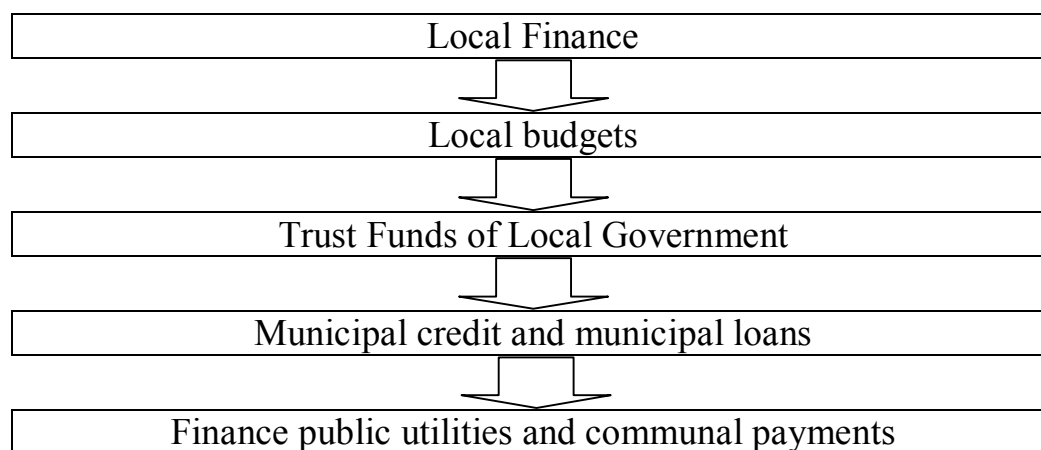 Local Finance
Local budgets
Trust Funds of Local Government
Municipal credit and municipal loans
Finance public utilities and communal payments